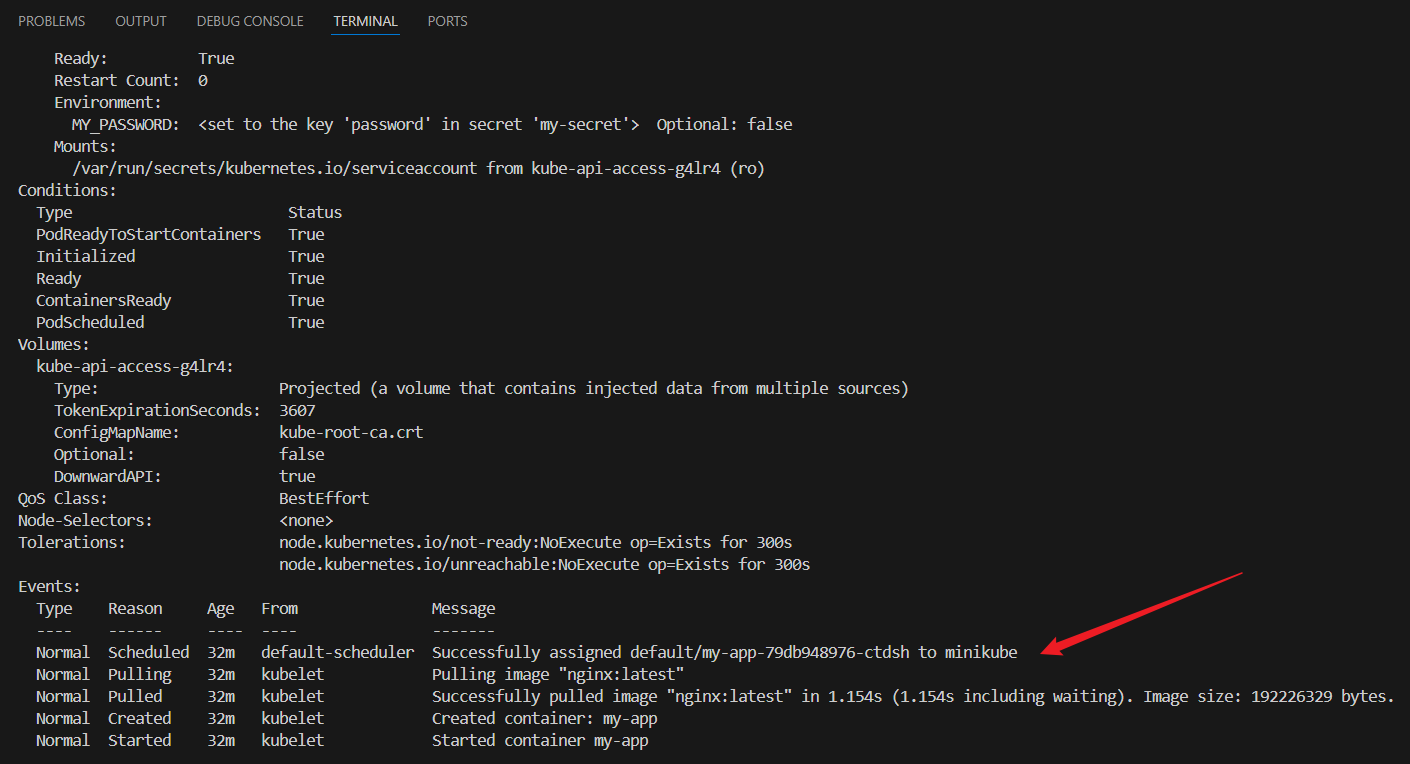 PROBLEMS OUTPUT DEBUG CONSOLE TERMINAL PORTS
    Ready:          True
    Restart Count:  0
    Environment:
      MY_PASSWORD:  <set to the key 'password' in secret 'my-secret'>  Optional: false
    Mounts:
      /var/run/secrets/kubernetes.io/serviceaccount from kube-api-access-g4lr4 (ro)
Conditions:
  Type                        Status
  PodReadyToStartContainers   True
  Initialized                 True
  Ready                       True
  ContainersReady             True
  PodScheduled                True
Volumes:
  kube-api-access-g4lr4:
    Type:                    Projected (a volume that contains injected data from multiple sources)
    TokenExpirationSeconds:  3607
    ConfigMapName:           kube-root-ca.crt
    Optional:                false
    DownwardAPI:             true
QoS Class:                   BestEffort
Node-Selectors:              <none>
Tolerations:                 node.kubernetes.io/not-ready:NoExecute op=Exists for 300s
                             node.kubernetes.io/unreachable:NoExecute op=Exists for 300s
Events:
  Type    Reason     Age   From               Message
  ----    ------     ----  ----               -------
  Normal  Scheduled  32m   default-scheduler  Successfully assigned default/my-app-79db948976-ctdsh to minikube
  Normal  Pulling    32m   kubelet            Pulling image "nginx:latest"
  Normal  Pulled     32m   kubelet            Successfully pulled image "nginx:latest" in 1.154s (1.154s including waiting). Image size: 192226329 bytes.
  Normal  Created    32m   kubelet            Created container: my-app
  Normal  Started    32m   kubelet            Started container my-app